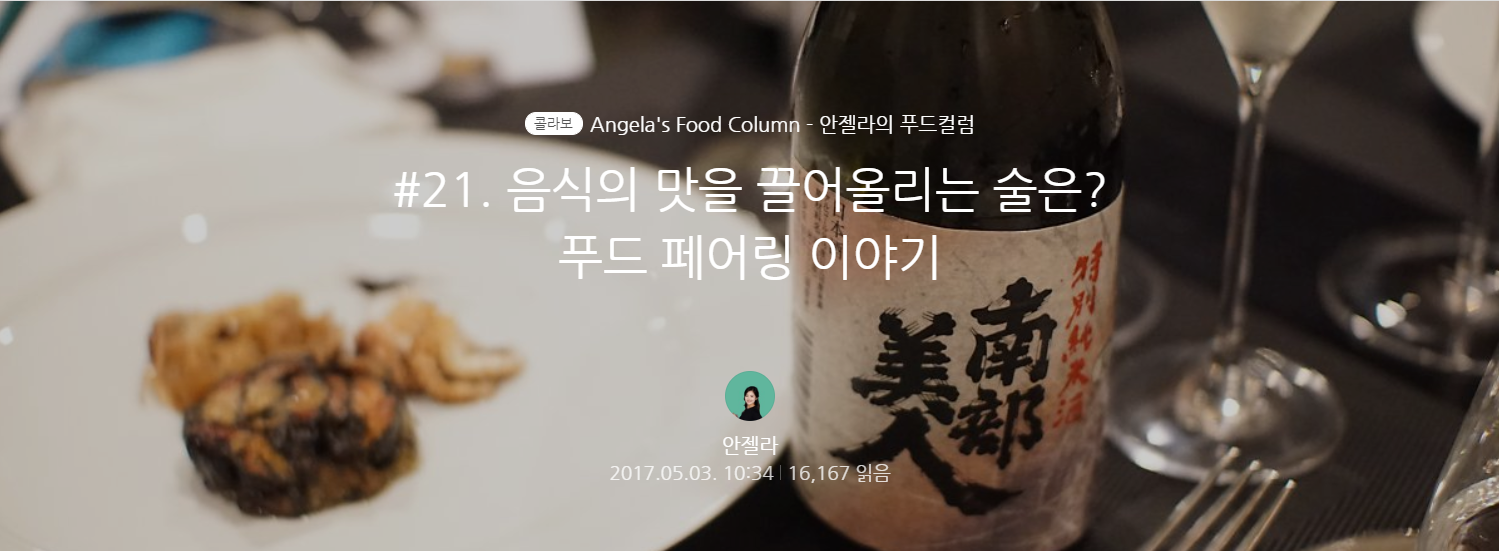 콜라보 Angela's Food Column - 안젤라의 푸드컬럼
#21. 음식의 맛을 끌어올리는 술은?
푸드 페어링 이야기
안젤라
2017.05.03. 10:34 | 16,167 읽음
特別純米酒
南部
美人